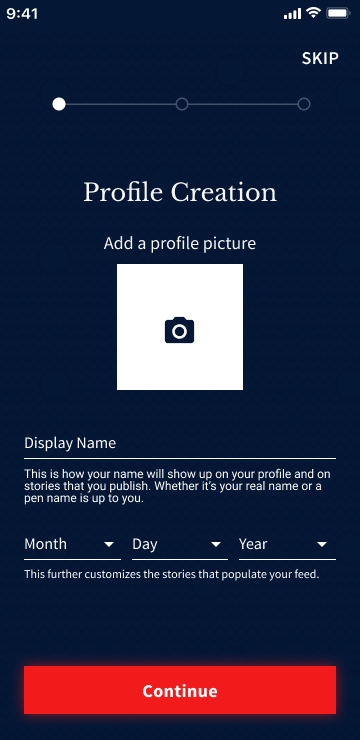 9:41
SKIP
Profile Creation
Add a profile picture
Display Name
This is how your name will show up on your profile and on
stories that you publish. Whether it's your real name or a
pen name is up to you.
Month Day Year
This further customizes the stories that populate your feed.
Continue